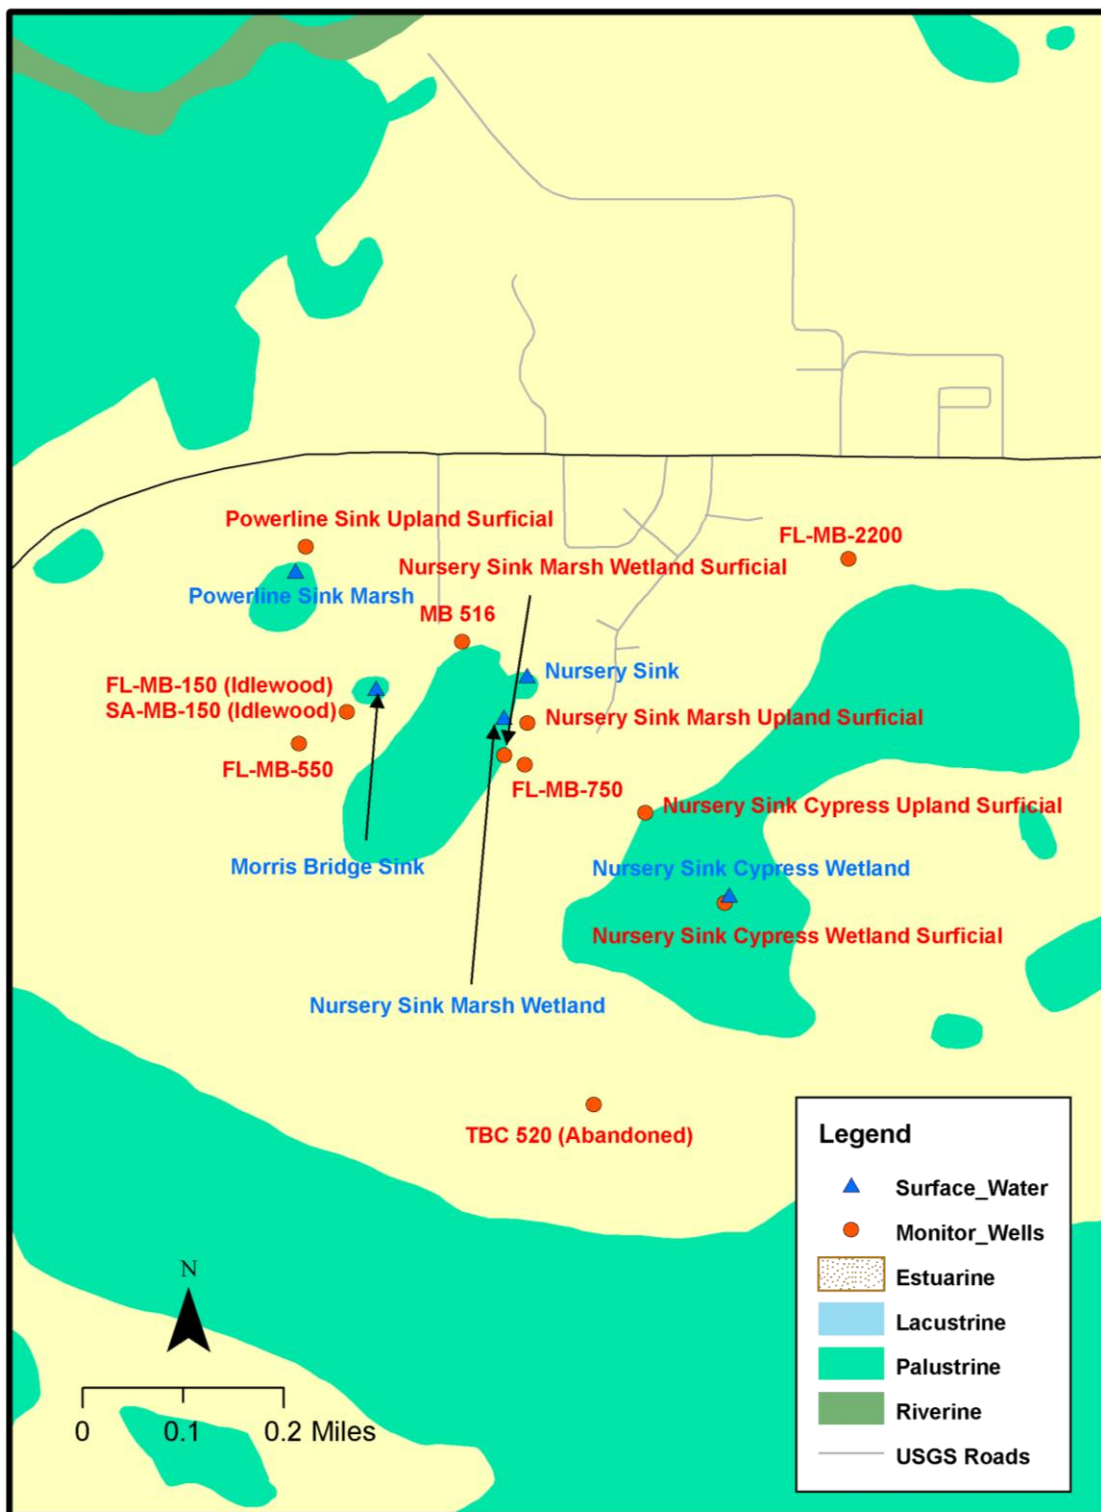 Powerline Sink Upland Surficial
FL-MB-2200
Nursery Sink Marsh Wetland Surficial
Powerline Sink Marsh
MB 516
Nursery Sink
FL-MB-150 (Idlewood)
SA-MB-150 (Idlewood)
Nursery Sink Marsh Upland Surficial
FL-MB-550
FL-MB-750
Nursery Sink Cypress Upland Surficial
Morris Bridge Sink
Nursery Sink Cypress Wetland
Nursery Sink Cypress Wetland Surficial
Nursery Sink Marsh Wetland
TBC 520 (Abandoned)
Legend
Surface_Water
Monitor_Wells
Estuarine
Lacustrine
Palustrine
Riverine
USGS Roads
N
0 0.1 0.2 Miles